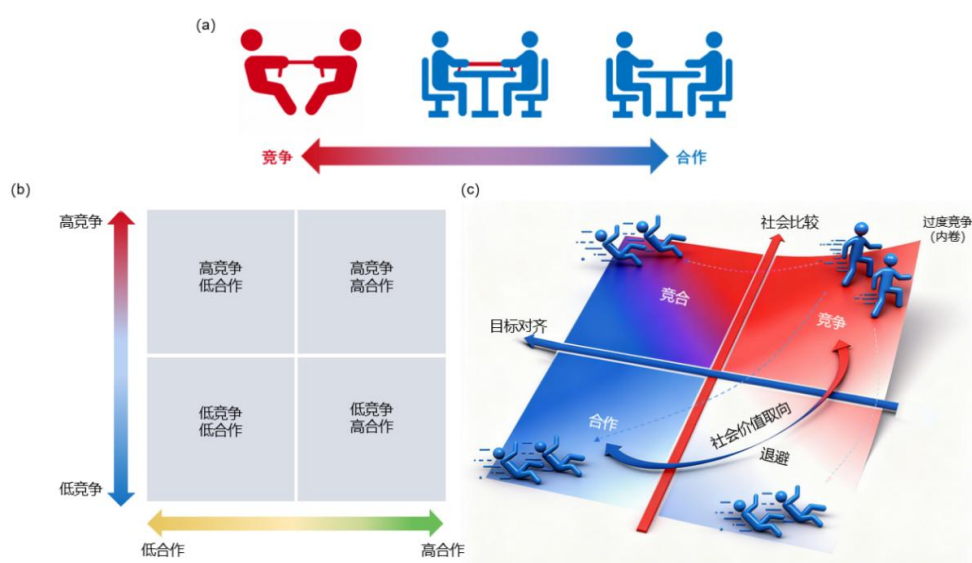 (a)
竞争
合作
(b)
高竞争
低竞争
高竞争
低合作
高竞争
高合作
低竞争
低合作
低竞争
高合作
低合作
高合作
(c)
社会比较
过度竞争
(内卷)
竞合
竞争
目标对齐
合作
社会价值取向
退避